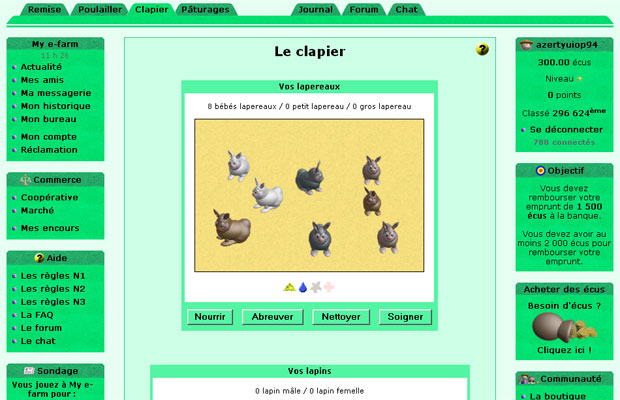 Remise Poulailler Clapier Pâturages Journal Forum Chat
My e-farm
11 h 26
Actualité
Mes amis
Ma messagerie
Mon historique
Mon bureau
Mon compte
Réclamation
Commerce
Coopérative
Marché
Mes encours
Aide
Les règles N1
Les règles N2
Les règles N3
La FAQ
Le forum
Le chat
Sondage
Vous jouez à My e-
farm pour :
Le clapier
?
Vos lapereaux
8 bébés lapereaux / 0 petit lapereau / 0 gros lapereau
Nourrir Abreuver Nettoyer Soigner
Vos lapins
0 lapin mâle / 0 lapin femelle
azertyuiop94
300.00 écus
Niveau
0 points
Classé 296 624ème
Se déconnecter
788 connectés
Objectif
Vous devez
rembourser votre
emprunt de 1 500
écus à la banque.
Vous devez avoir au
moins 2 000 écus pour
rembourser votre
emprunt.
Acheter des écus
Besoin d'écus ?
Cliquez ici !
Communauté
La boutique